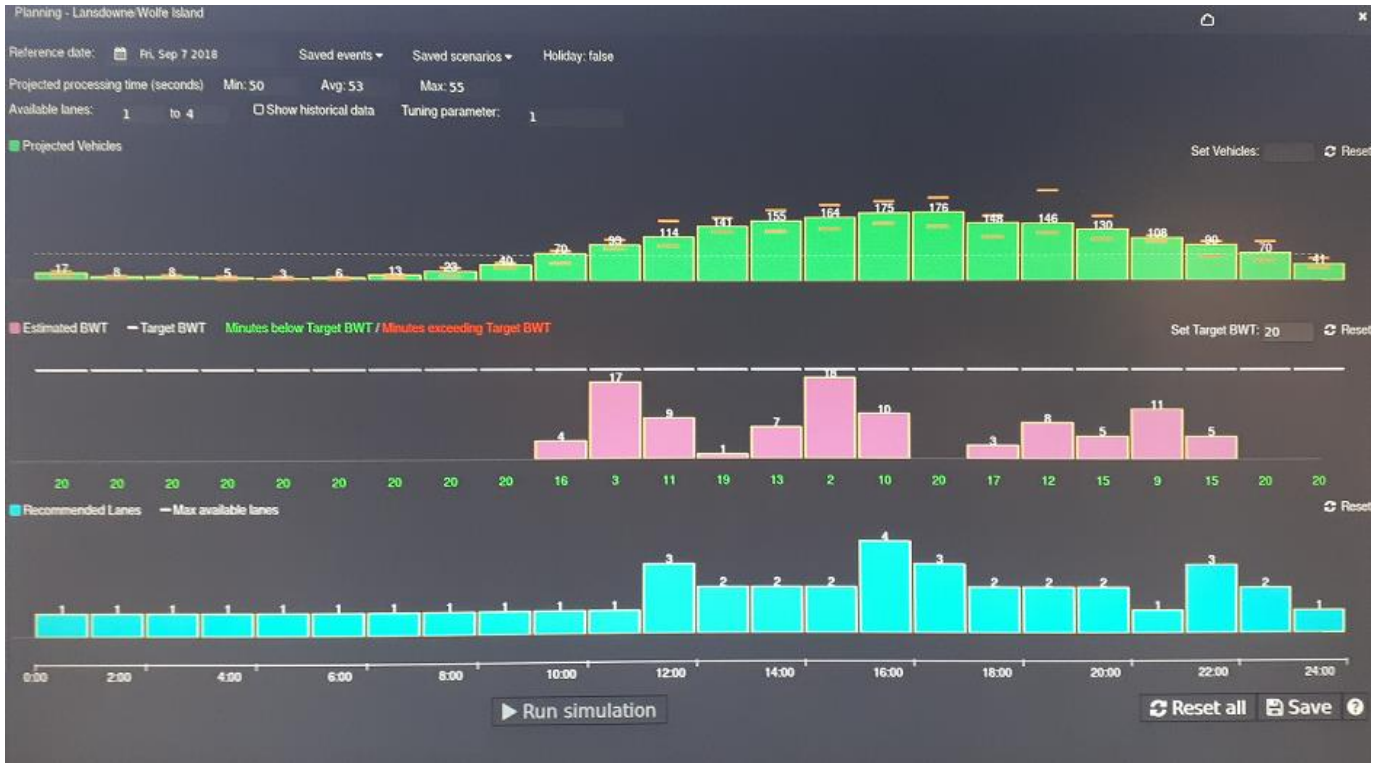 Planning - Lansdowne/Wolfe Island
Reference date: Fri, Sep 7 2018 Saved events Saved scenarios Holiday: false
Projected processing time (seconds) Min: 50 Avg: 53 Max: 55
Available lanes: 1 to 4 Show historical data Tuning parameter: 1
Projected Vehicles Set Vehicles: Reset
17 8 8 5 3 6 13 23 40 70 99 114 141 155 164 175 176 148 146 130 108 90 70 41
Estimated BWT Target BWT Minutes below Target BWT / Minutes exceeding Target BWT Set Target BWT: 20 Reset
4 17 9 1 7 18 10 3 8 5 11 5
20 20 20 20 20 20 20 20 20 16 3 11 19 13 2 10 20 17 12 15 9 15 20 20
Recommended Lanes Max available lanes Reset
1 1 1 1 1 1 1 1 1 1 1 3 2 2 2 4 3 2 2 2 1 3 2 1
0:00 2:00 4:00 6:00 8:00 10:00 12:00 14:00 16:00 18:00 20:00 22:00 24:00
Run simulation Reset all Save ?